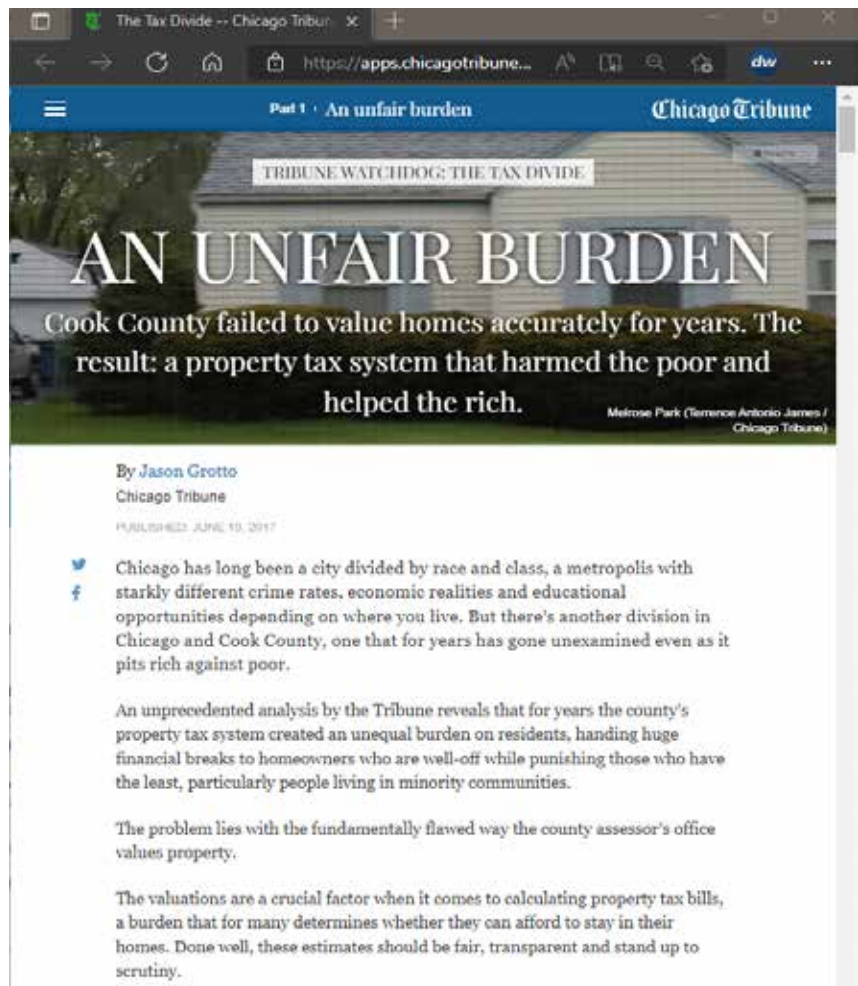 The Tax Divide -- Chicago Tribun
https://apps.chicagotribune...
dw
Part 1 · An unfair burden
Chicago Tribune
TRIBUNE WATCHDOG: THE TAX DIVIDE
AN UNFAIR BURDEN
Cook County failed to value homes accurately for years. The
result: a property tax system that harmed the poor and
helped the rich.
Melrose Park (Terrence Antonio James /
Chicago Tribune)
By Jason Grotto
Chicago Tribune
PUBLISHED: JUNE 10, 2017
Chicago has long been a city divided by race and class, a metropolis with
starkly different crime rates, economic realities and educational
opportunities depending on where you live. But there's another division in
Chicago and Cook County, one that for years has gone unexamined even as it
pits rich against poor.
An unprecedented analysis by the Tribune reveals that for years the county's
property tax system created an unequal burden on residents, handing huge
financial breaks to homeowners who are well-off while punishing those who have
the least, particularly people living in minority communities.
The problem lies with the fundamentally flawed way the county assessor's office
values property.
The valuations are a crucial factor when it comes to calculating property tax bills,
a burden that for many determines whether they can afford to stay in their
homes. Done well, these estimates should be fair, transparent and stand up to
scrutiny.